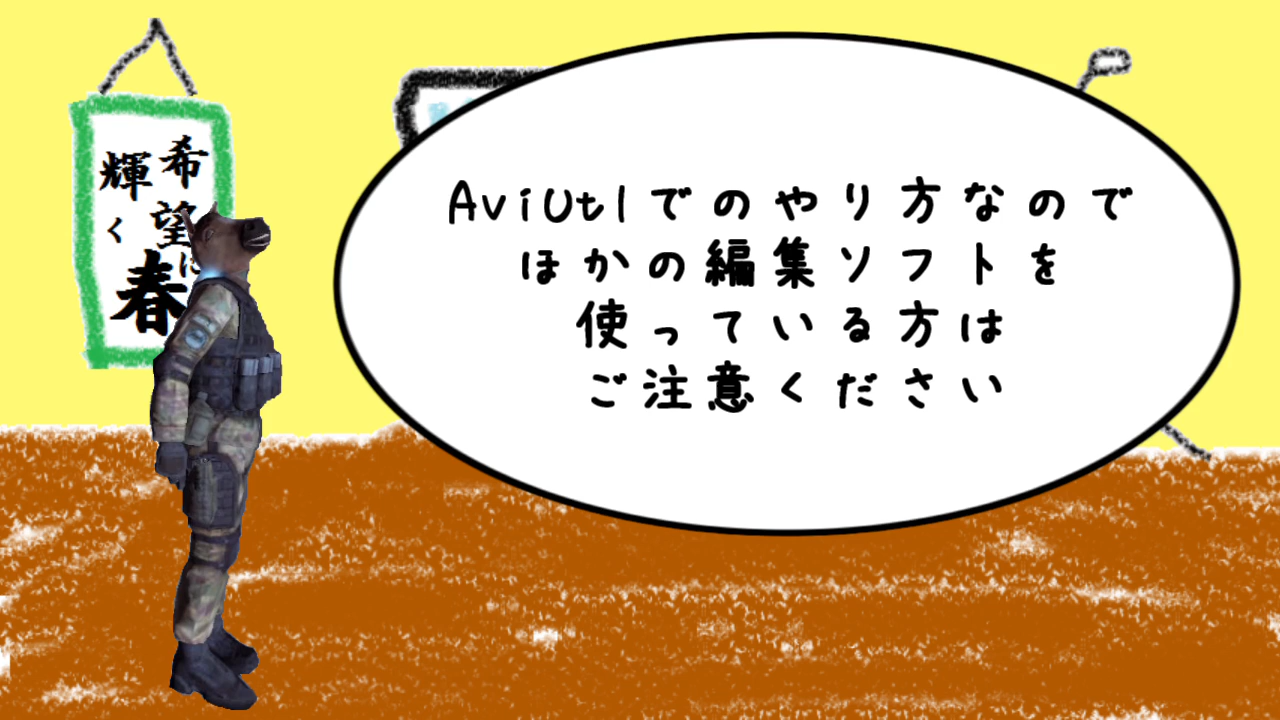 希望に
輝く
春
AviUtlでのやり方なので
ほかの編集ソフトを
使っている方は
ご注意ください